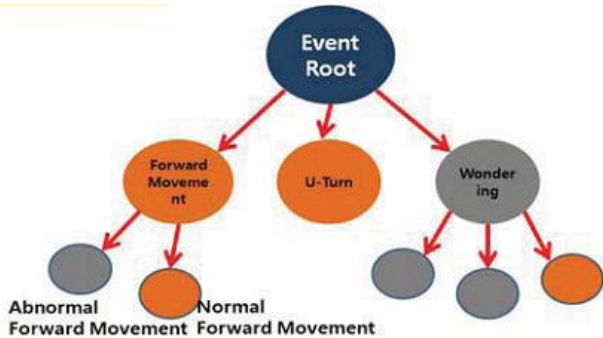 Event
Root
Forward
Moveme
nt
U-Turn
Wonder
ing
Abnormal
Forward Movement
Normal
Forward Movement